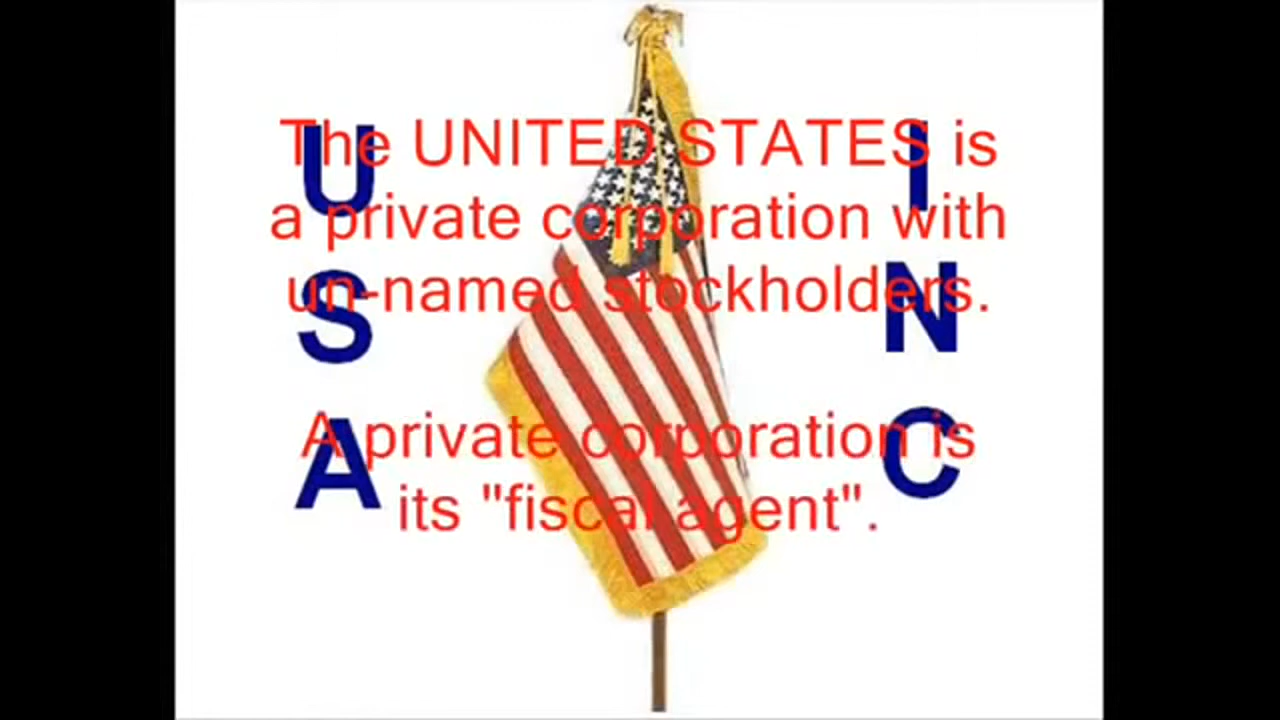 The UNITED STATES is
a private corporation with
un-named stockholders.
A private corporation is
its "fiscal agent".
U
S
A
I
N
C